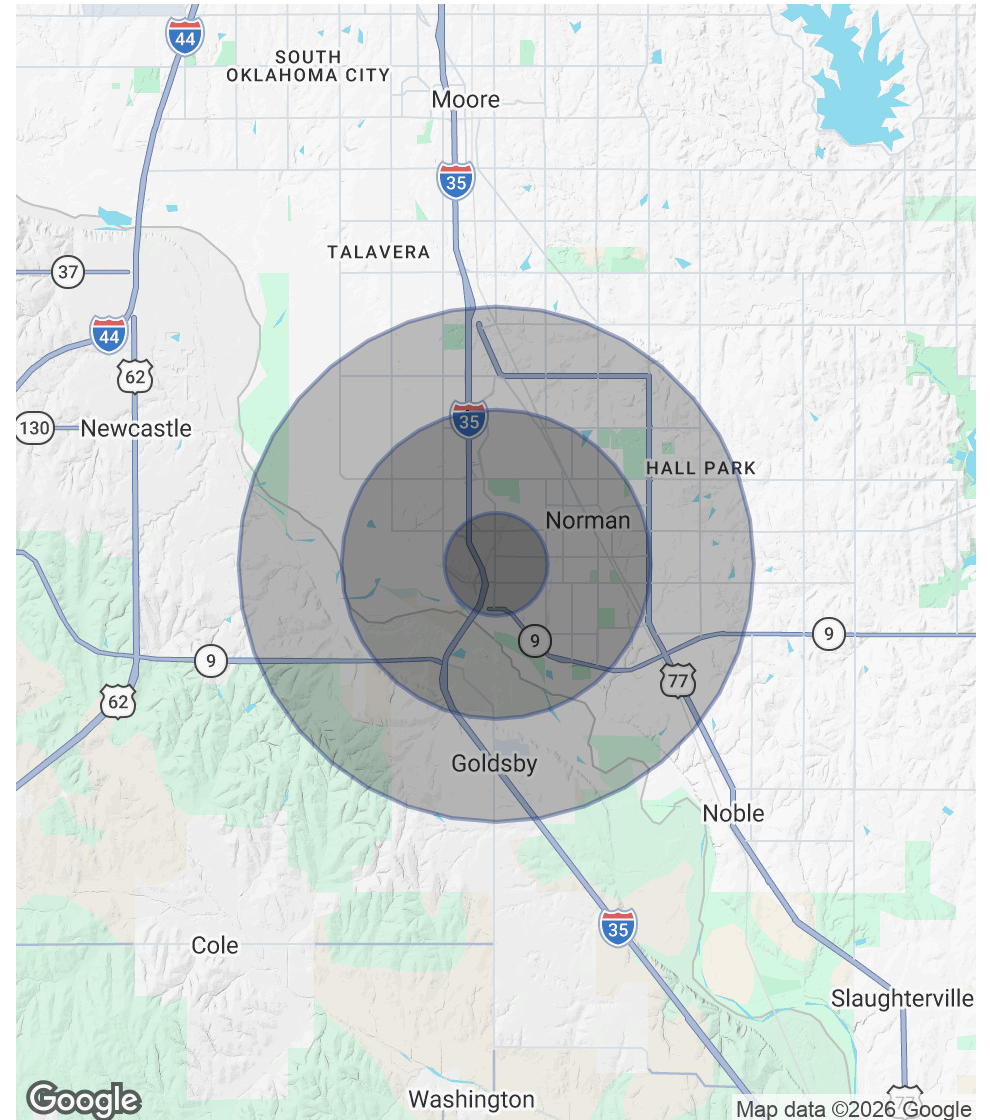 44
SOUTH
OKLAHOMA CITY
Moore
35
TALAVERA
37
44
62
35
130
Newcastle
HALL PARK
Norman
9
9
9
77
62
Goldsby
Noble
35
Cole
Slaughterville
77
Washington
Google
Map data ©2026 Google